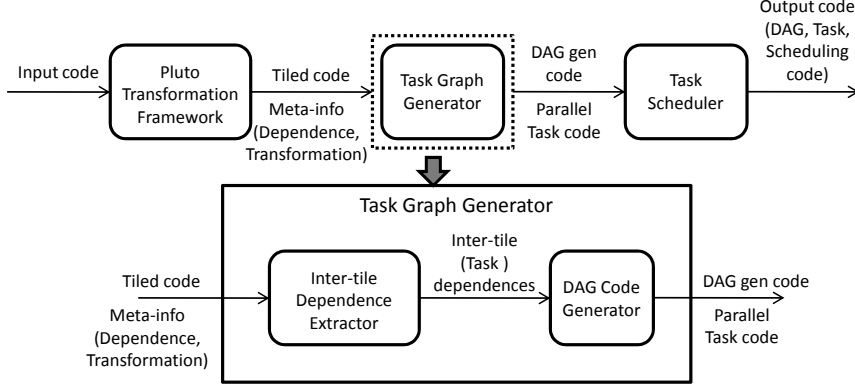 Input code
Pluto
Transformation
Framework
Tiled code
Meta-info
(Dependence,
Transformation)
Task Graph
Generator
DAG gen
code
Parallel
Task code
Task
Scheduler
Output code
(DAG, Task,
Scheduling
code)
Task Graph Generator
Tiled code
Meta-info
(Dependence,
Transformation)
Inter-tile
Dependence
Extractor
Inter-tile
(Task )
dependences
DAG Code
Generator
DAG gen code
Parallel
Task code